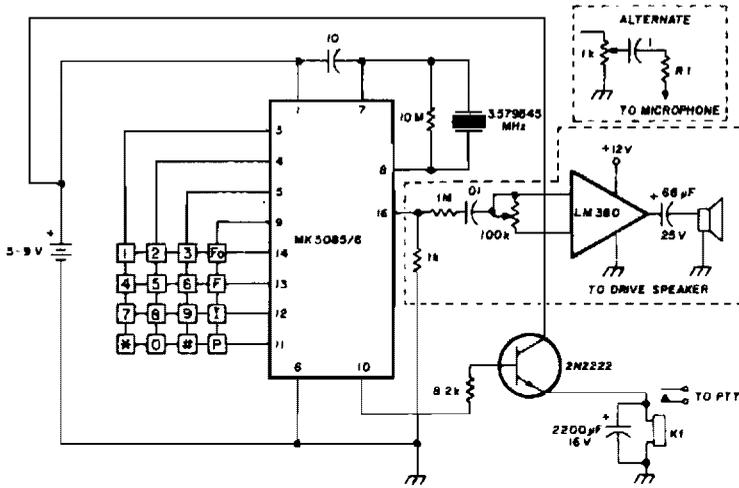 ALTERNATE
1k
1
R1
TO MICROPHONE
10
1
7
10M
3.579545
MHz
3
4
5
9
14
13
12
11
8
16
6
10
MK5085/6
5-9V
+
1 2 3 Fo
4 5 6 F
7 8 9 I
* 0 # P
1M
.01
100k
1k
+12V
LM380
+
68 µF
25V
TO DRIVE SPEAKER
8.2k
2N2222
+
2200µF
16V
K1
TO PTT